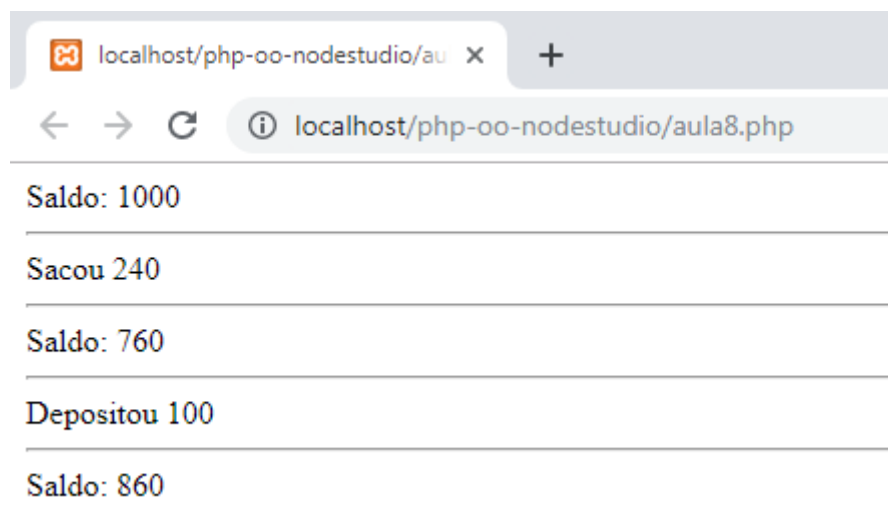 localhost/php-oo-nodestudio/au
localhost/php-oo-nodestudio/aula8.php
Saldo: 1000
Sacou 240
Saldo: 760
Depositou 100
Saldo: 860